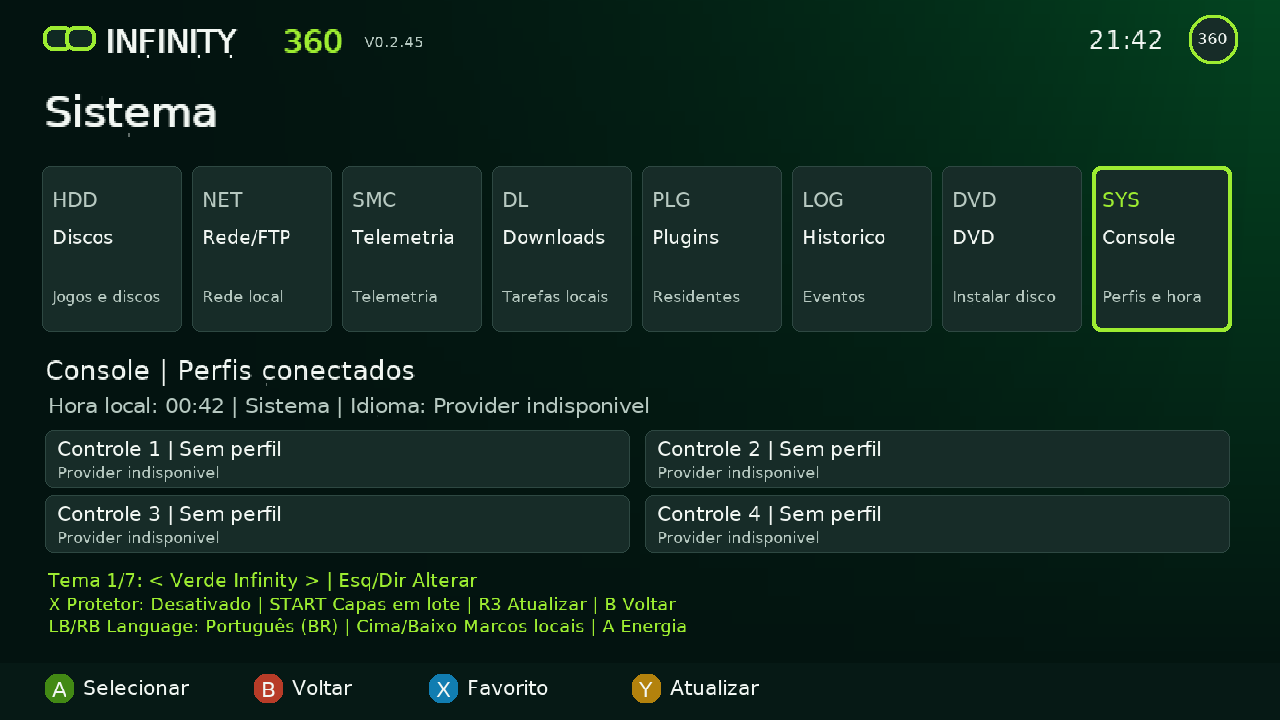 INFINITY 360 V0.2.45
21:42 360
Sistema
HDD
Discos
Jogos e discos
NET
Rede/FTP
Rede local
SMC
Telemetria
Telemetria
DL
Downloads
Tarefas locais
PLG
Plugins
Residentes
LOG
Historico
Eventos
DVD
DVD
Instalar disco
SYS
Console
Perfis e hora
Console | Perfis conectados
Hora local: 00:42 | Sistema | Idioma: Provider indisponivel
Controle 1 | Sem perfil
Provider indisponivel
Controle 2 | Sem perfil
Provider indisponivel
Controle 3 | Sem perfil
Provider indisponivel
Controle 4 | Sem perfil
Provider indisponivel
Tema 1/7: < Verde Infinity > | Esq/Dir Alterar
X Protetor: Desativado | START Capas em lote | R3 Atualizar | B Voltar
LB/RB Language: Português (BR) | Cima/Baixo Marcos locais | A Energia
A Selecionar B Voltar X Favorito Y Atualizar